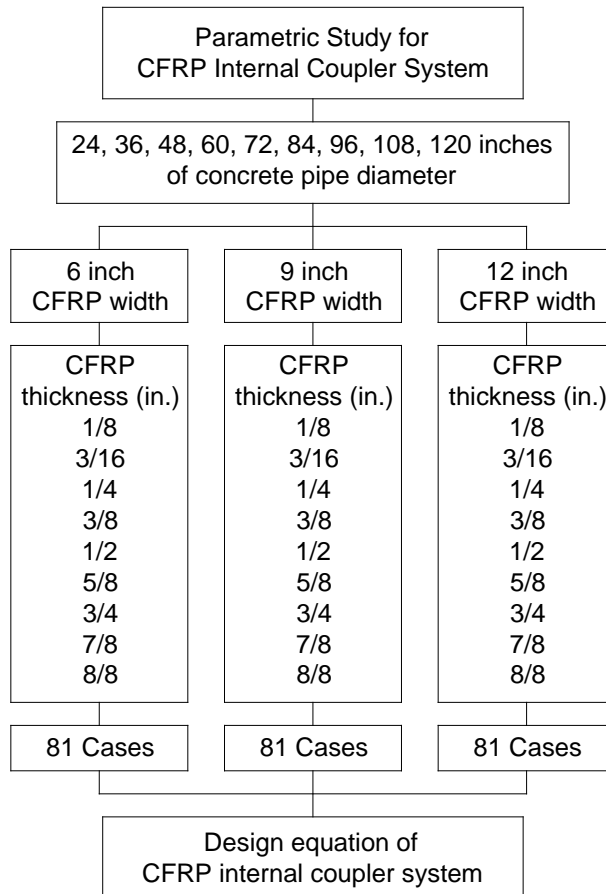 Parametric Study for
CFRP Internal Coupler System
24, 36, 48, 60, 72, 84, 96, 108, 120 inches
of concrete pipe diameter
6 inch
CFRP width
9 inch
CFRP width
12 inch
CFRP width
CFRP
thickness (in.)
1/8
3/16
1/4
3/8
1/2
5/8
3/4
7/8
8/8
CFRP
thickness (in.)
1/8
3/16
1/4
3/8
1/2
5/8
3/4
7/8
8/8
CFRP
thickness (in.)
1/8
3/16
1/4
3/8
1/2
5/8
3/4
7/8
8/8
81 Cases
81 Cases
81 Cases
Design equation of
CFRP internal coupler system